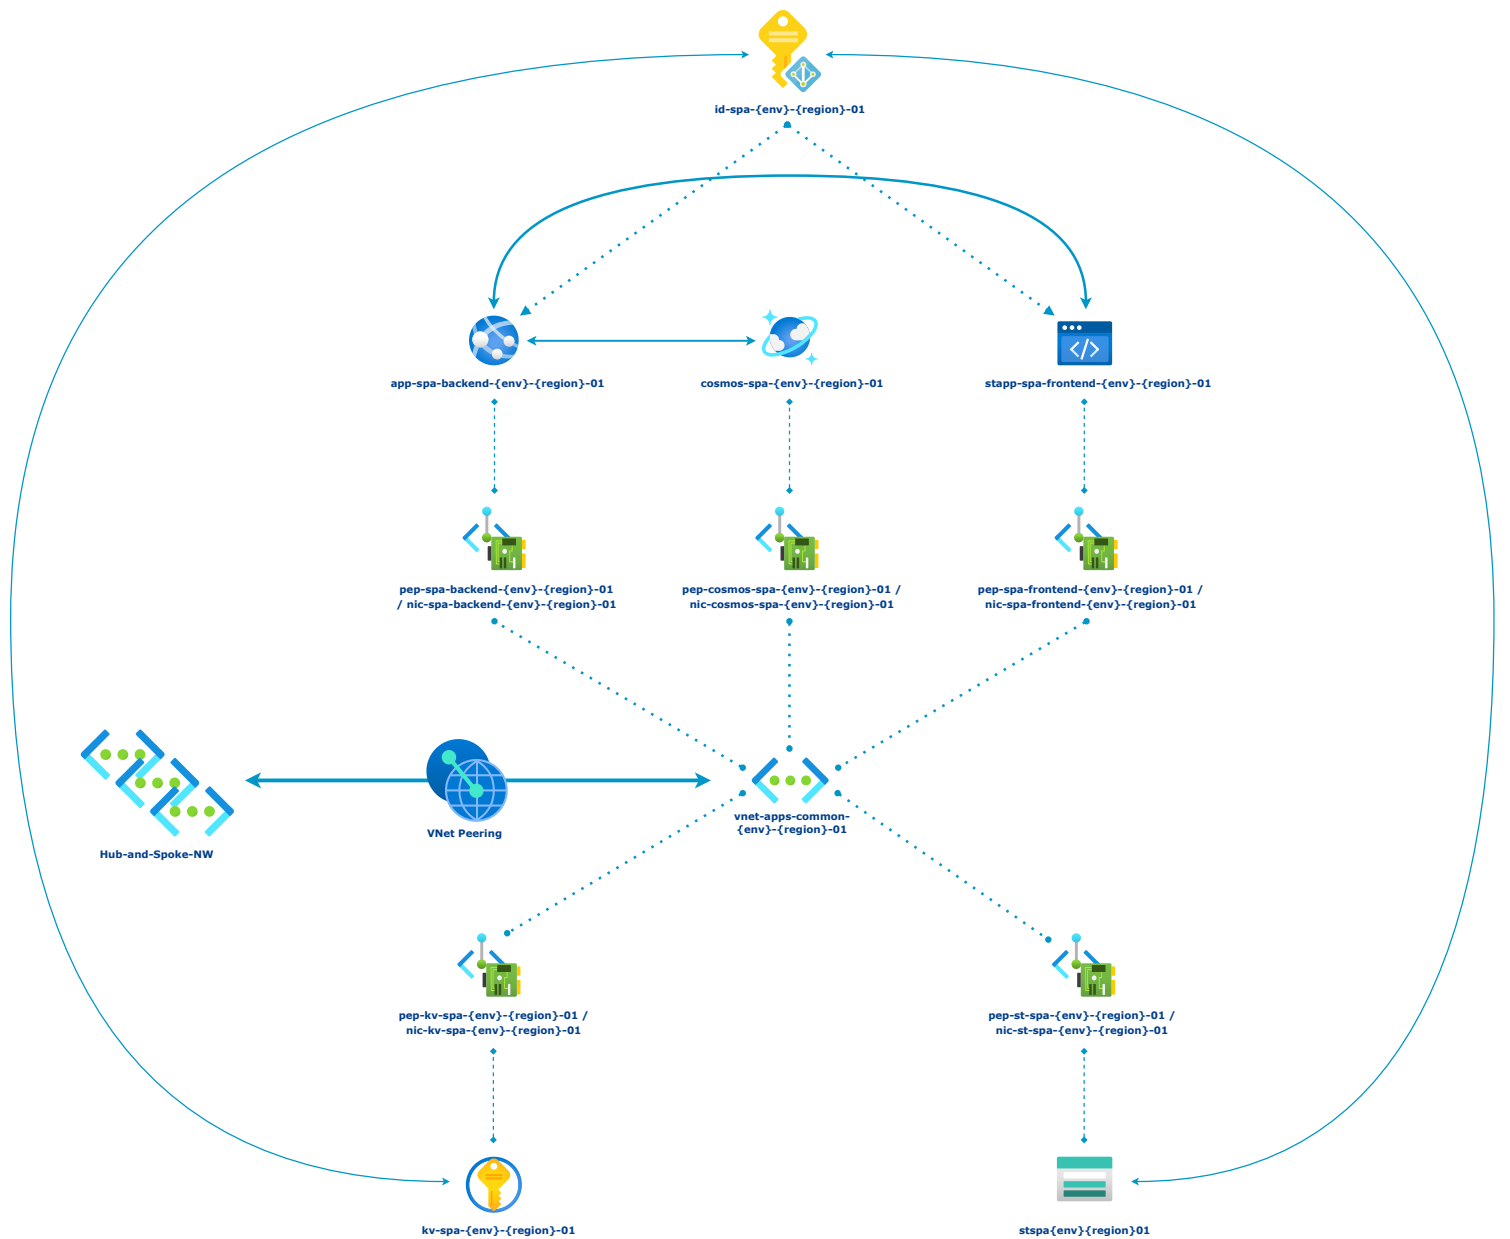 id-spa-{env}-{region}-01
app-spa-backend-{env}-{region}-01
cosmos-spa-{env}-{region}-01
stapp-spa-frontend-{env}-{region}-01
pep-spa-backend-{env}-{region}-01
/ nic-spa-backend-{env}-{region}-01
pep-cosmos-spa-{env}-{region}-01 /
nic-cosmos-spa-{env}-{region}-01
pep-spa-frontend-{env}-{region}-01 /
nic-spa-frontend-{env}-{region}-01
Hub-and-Spoke-NW
VNet Peering
vnet-apps-common-
{env}-{region}-01
pep-kv-spa-{env}-{region}-01 /
nic-kv-spa-{env}-{region}-01
pep-st-spa-{env}-{region}-01 /
nic-st-spa-{env}-{region}-01
kv-spa-{env}-{region}-01
stspa{env}{region}01